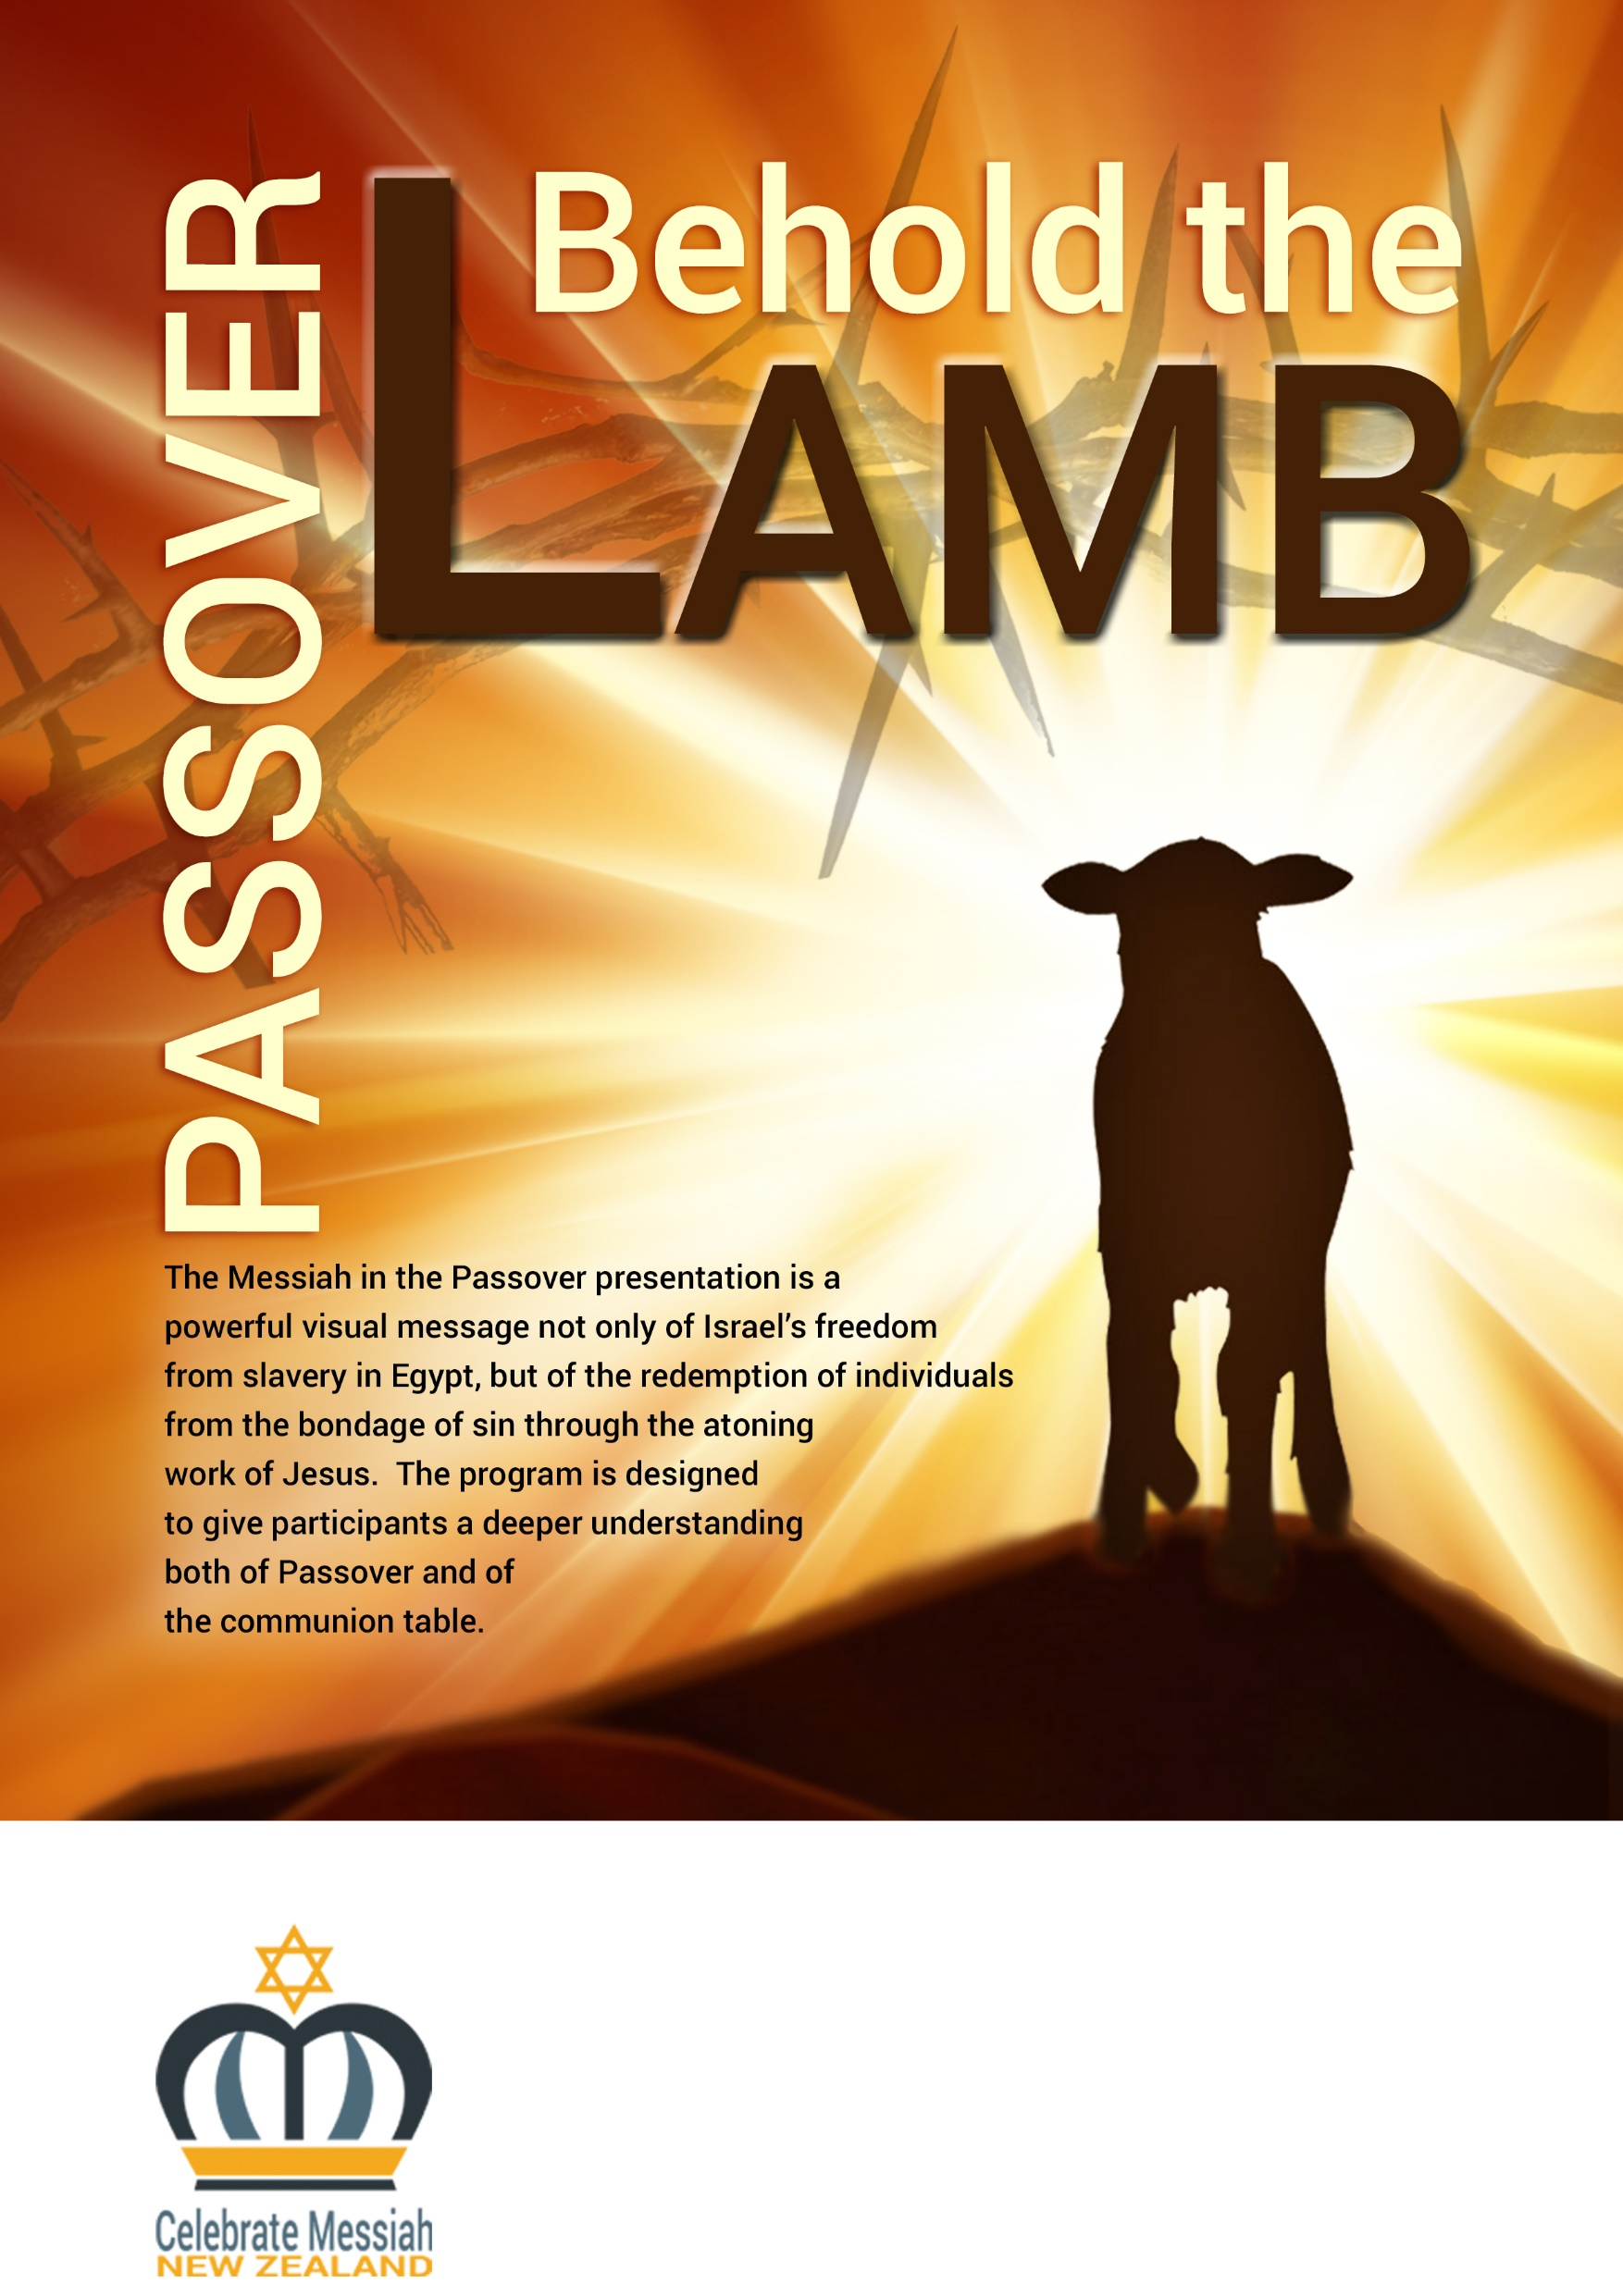 PASSOVER
Behold the
LAMB
The Messiah in the Passover presentation is a
powerful visual message not only of Israel’s freedom
from slavery in Egypt, but of the redemption of individuals
from the bondage of sin through the atoning
work of Jesus.  The program is designed
to give participants a deeper understanding
both of Passover and of
the communion table.
Celebrate Messiah
NEW ZEALAND